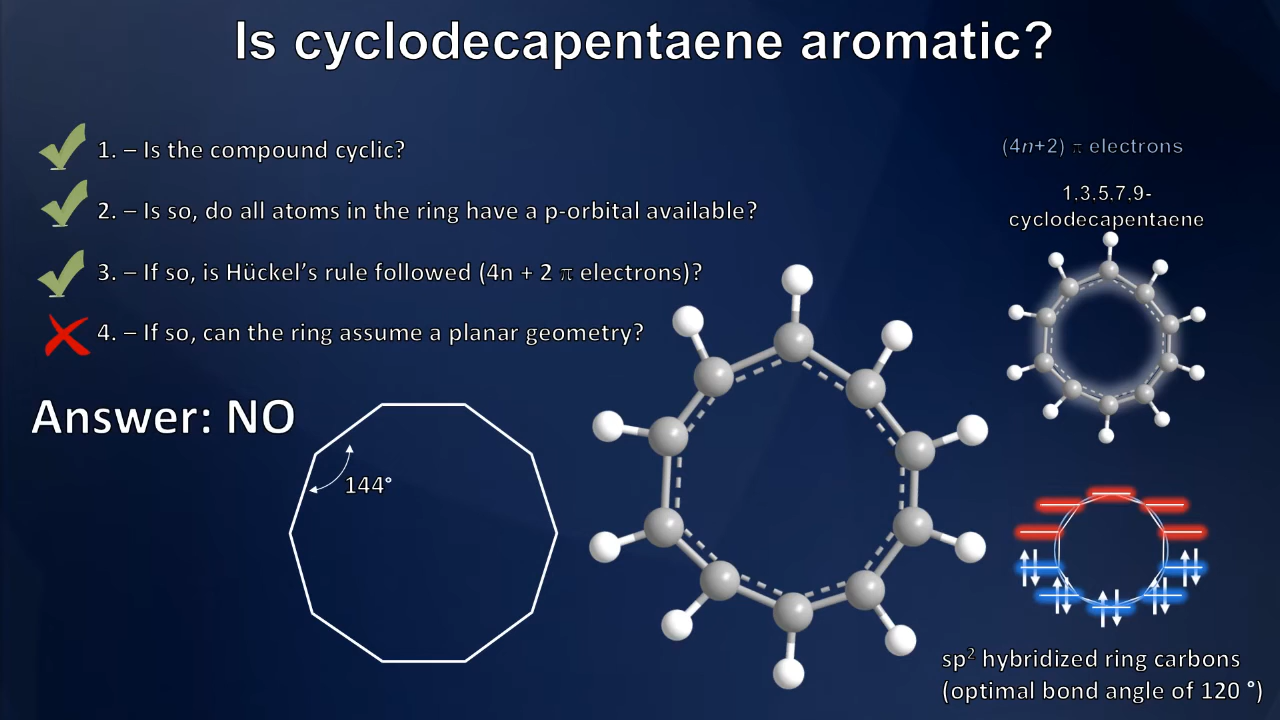 Is cyclodecapentaene aromatic?
1. – Is the compound cyclic?
2. – Is so, do all atoms in the ring have a p-orbital available?
3. – If so, is Hückel’s rule followed (4n + 2 π electrons)?
4. – If so, can the ring assume a planar geometry?
Answer: NO
144°
(4n+2) π electrons
1,3,5,7,9-
cyclodecapentaene
sp² hybridized ring carbons
(optimal bond angle of 120 °)